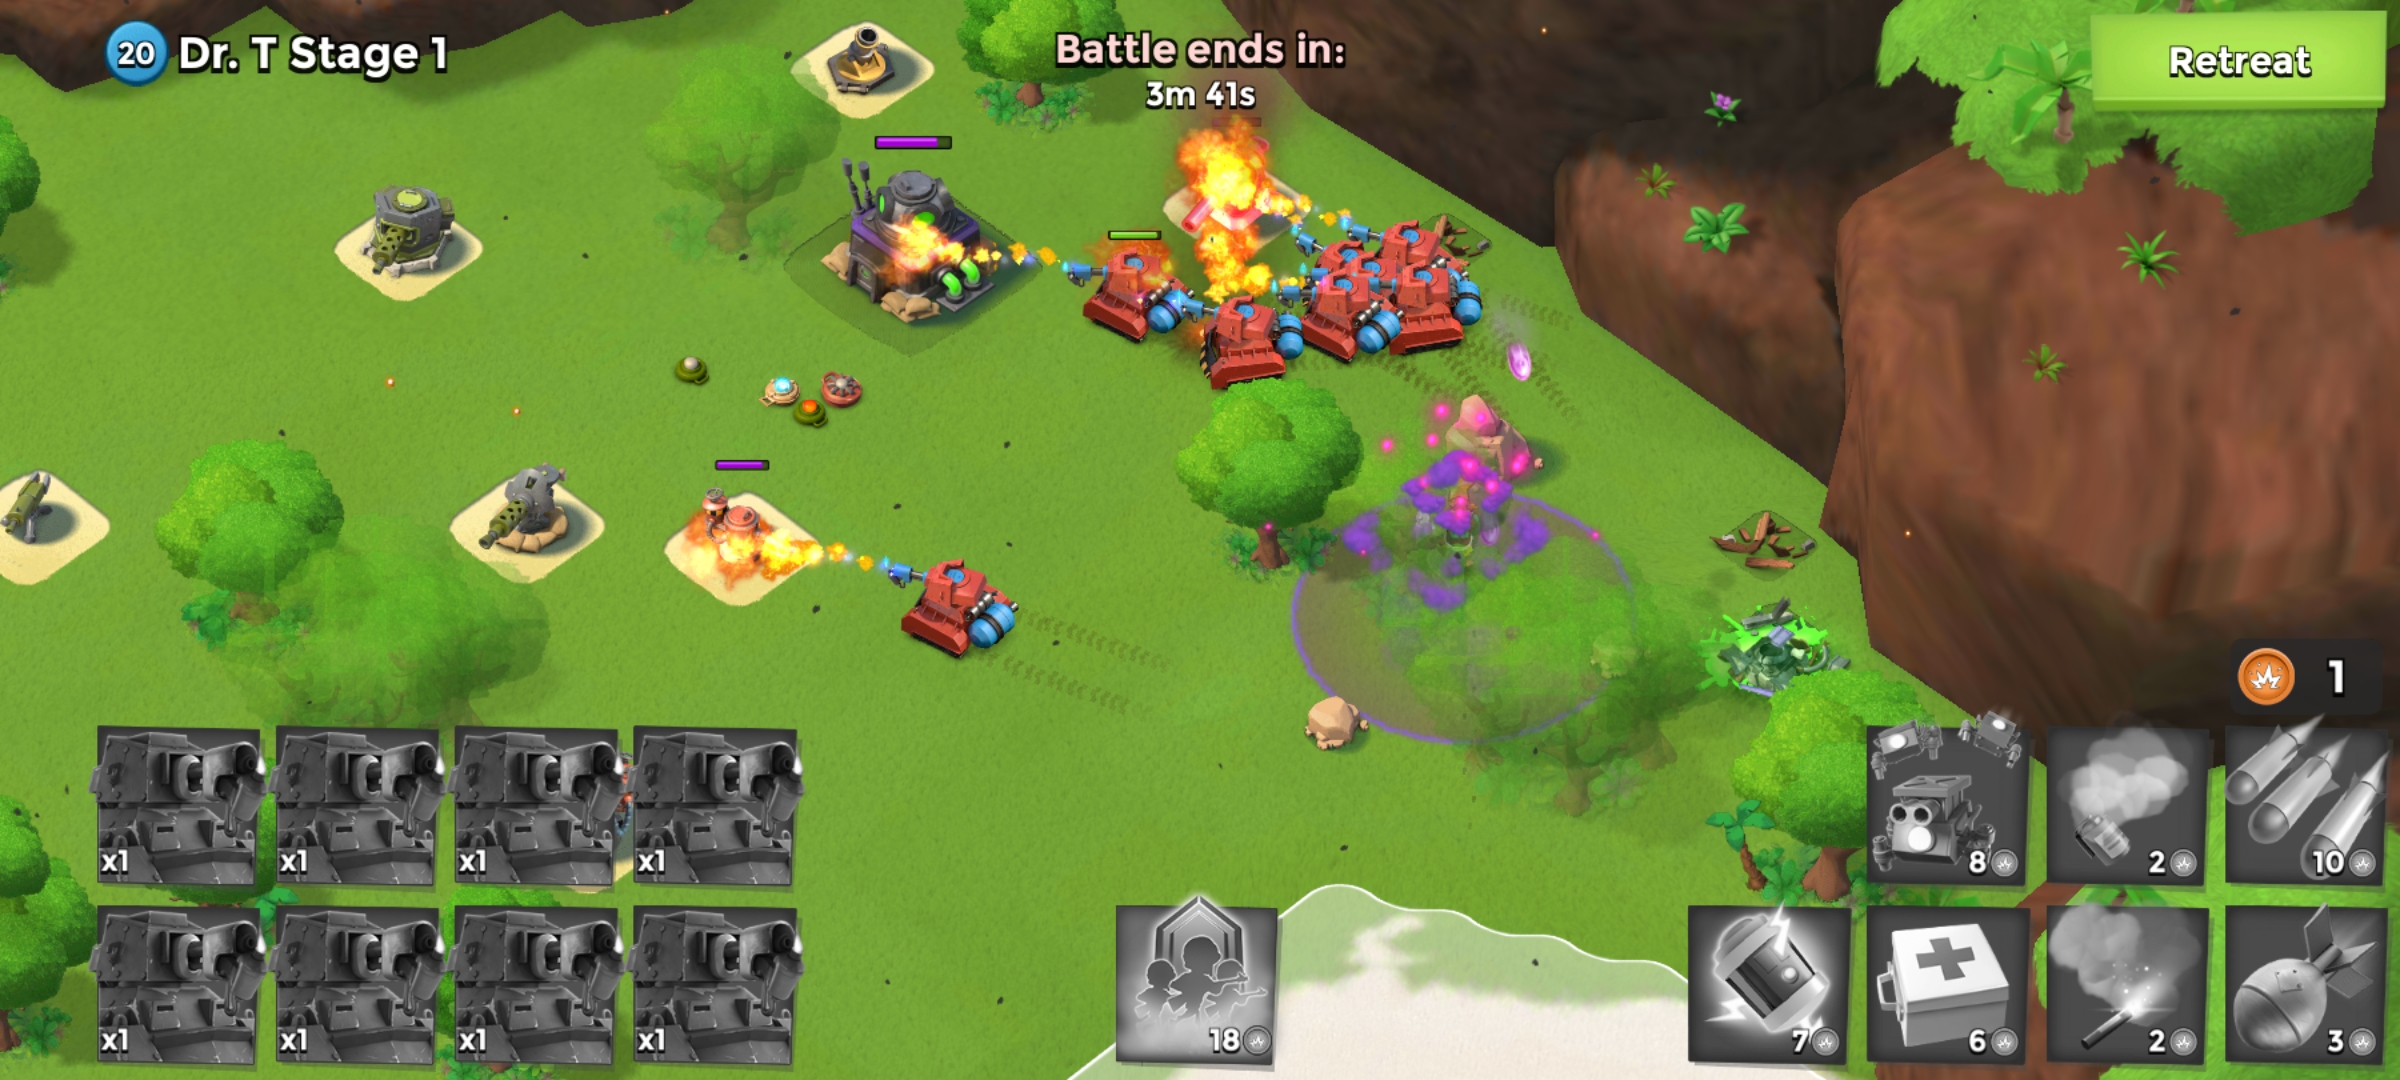 20 Dr. T Stage 1
Battle ends in:
3m 41s
Retreat
1
x1 x1 x1 x1
8 2 10
x1 x1 x1 x1
18
7 6 2 3